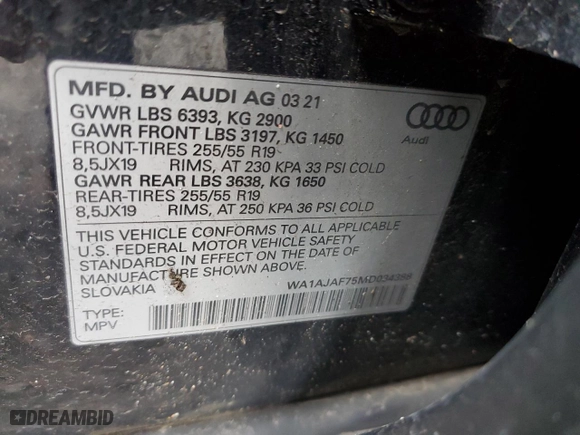 MFD. BY AUDI AG 03 21
GVWR LBS 6393, KG 2900
GAWR FRONT LBS 3197, KG 1450
FRONT-TIRES 255/55 R19
8,5JX19 RIMS, AT 230 KPA 33 PSI COLD
GAWR REAR LBS 3638, KG 1650
REAR-TIRES 255/55 R19
8,5JX19 RIMS, AT 250 KPA 36 PSI COLD
Audi
THIS VEHICLE CONFORMS TO ALL APPLICABLE
U.S. FEDERAL MOTOR VEHICLE SAFETY
STANDARDS IN EFFECT ON THE DATE OF
MANUFACTURE SHOWN ABOVE.
SLOVAKIA
TYPE:
MPV
DREAMBID